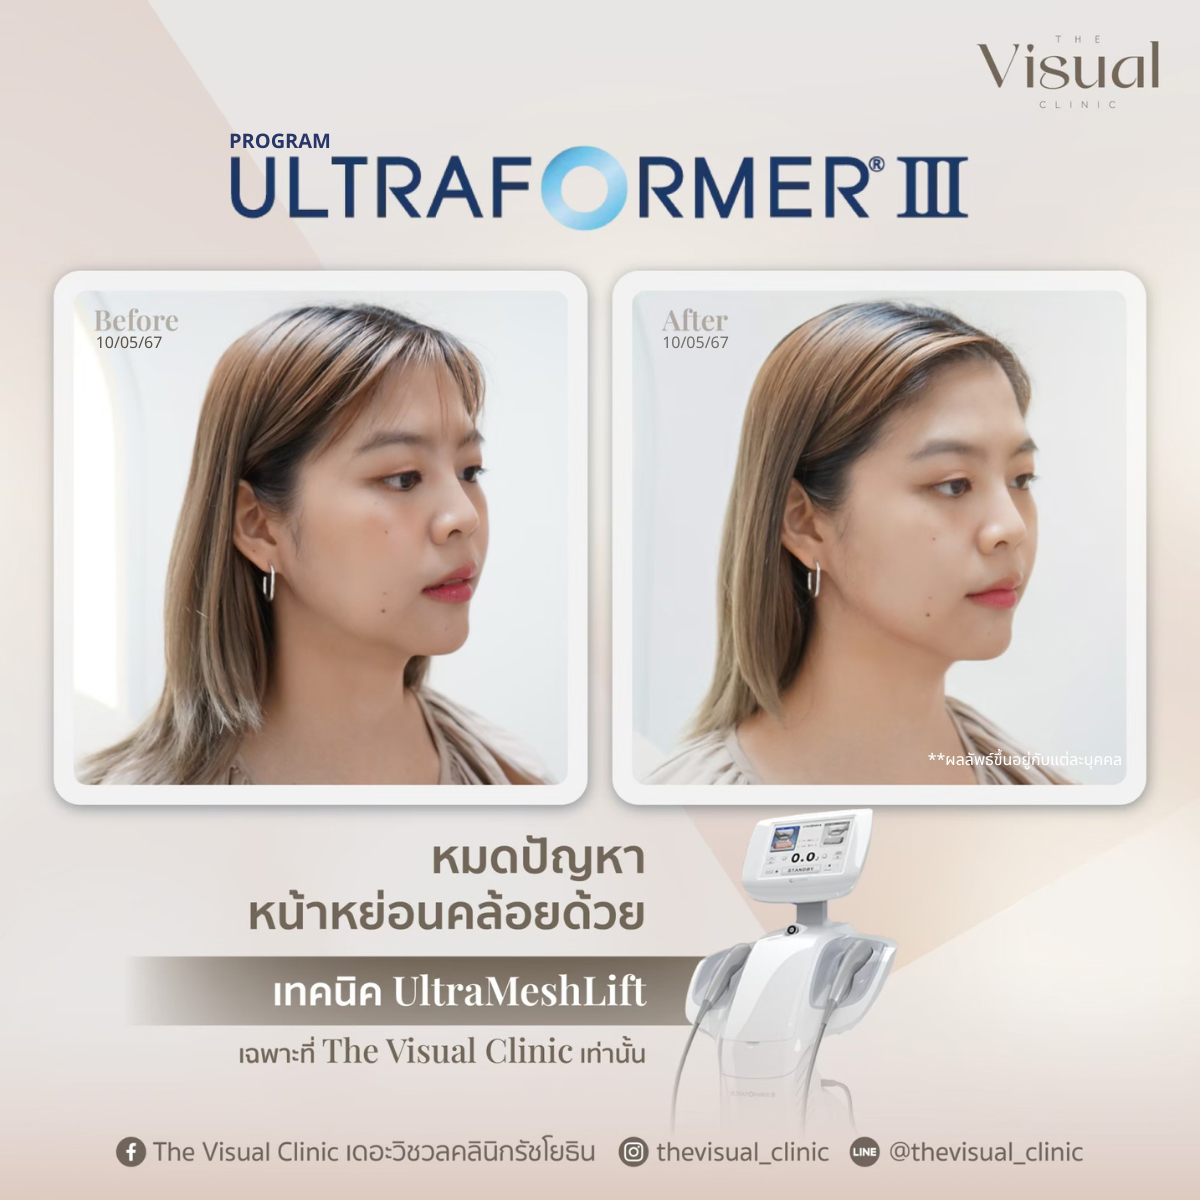 THE
Visual
CLINIC
PROGRAM
ULTRAFORMER® III
Before
10/05/67
After
10/05/67
**ผลลัพธ์ขึ้นอยู่กับแต่ละบุคคล
หมดปัญหา
หน้าหย่อนคล้อยด้วย
เทคนิค UltraMeshLift
เฉพาะที่ The Visual Clinic เท่านั้น
0.0
STANDBY
The Visual Clinic เดอะวิชวลคลินิกรัชโยธิน
thevisual_clinic
LINE @thevisual_clinic